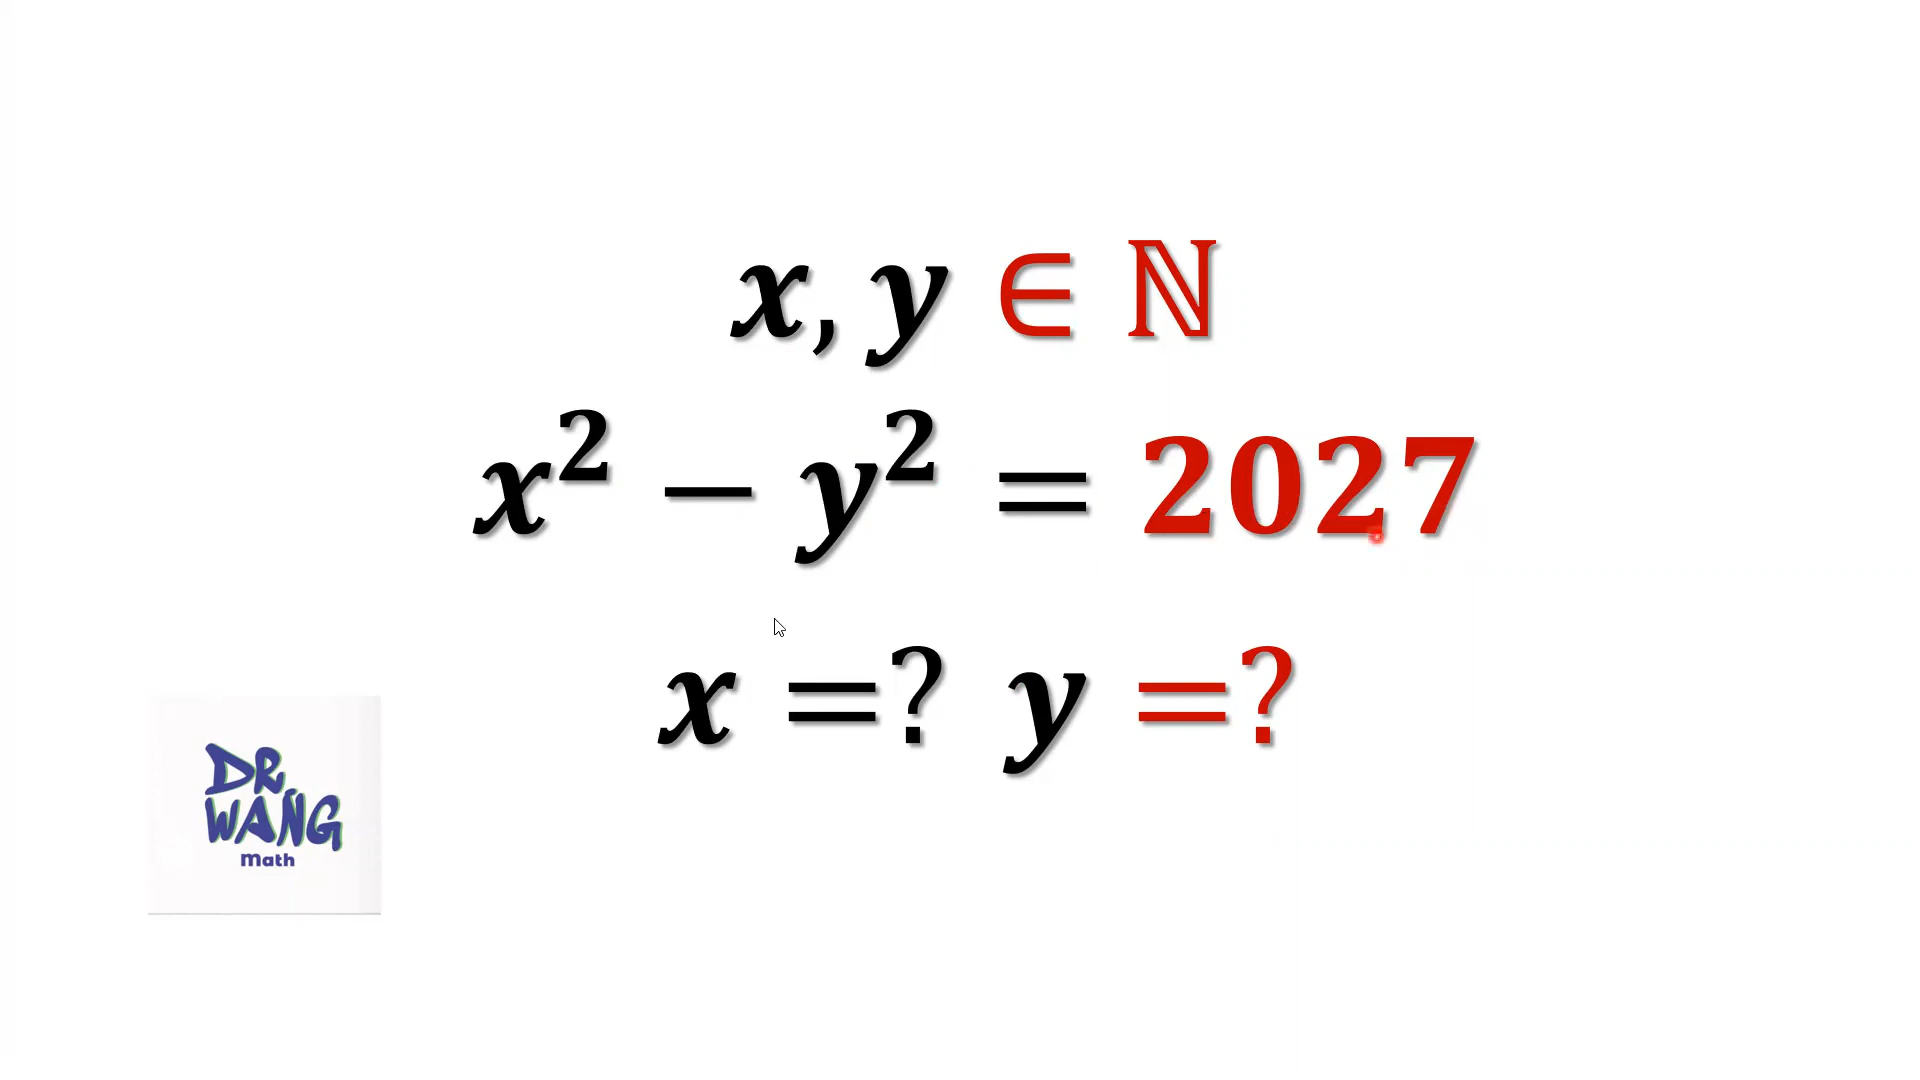 x, y ∈ ℕ
x² − y² = 2027
x =? y =?
DR
WANG
Math